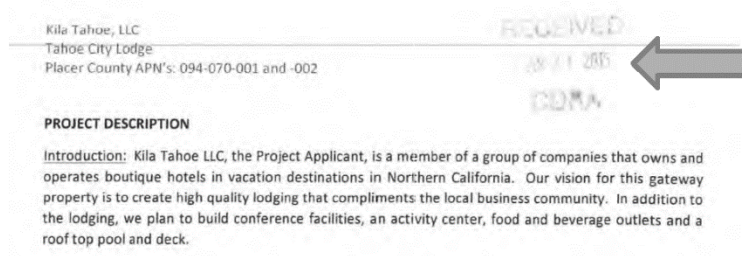 Kila Tahoe, LLC
RECEIVED
Tahoe City Lodge
Placer County APN's: 094-070-001 and -002
CDRA
PROJECT DESCRIPTION
Introduction: Kila Tahoe LLC, the Project Applicant, is a member of a group of companies that owns and
operates boutique hotels in vacation destinations in Northern California. Our vision for this gateway
property is to create high quality lodging that compliments the local business community. In addition to
the lodging, we plan to build conference facilities, an activity center, food and beverage outlets and a
roof top pool and deck.